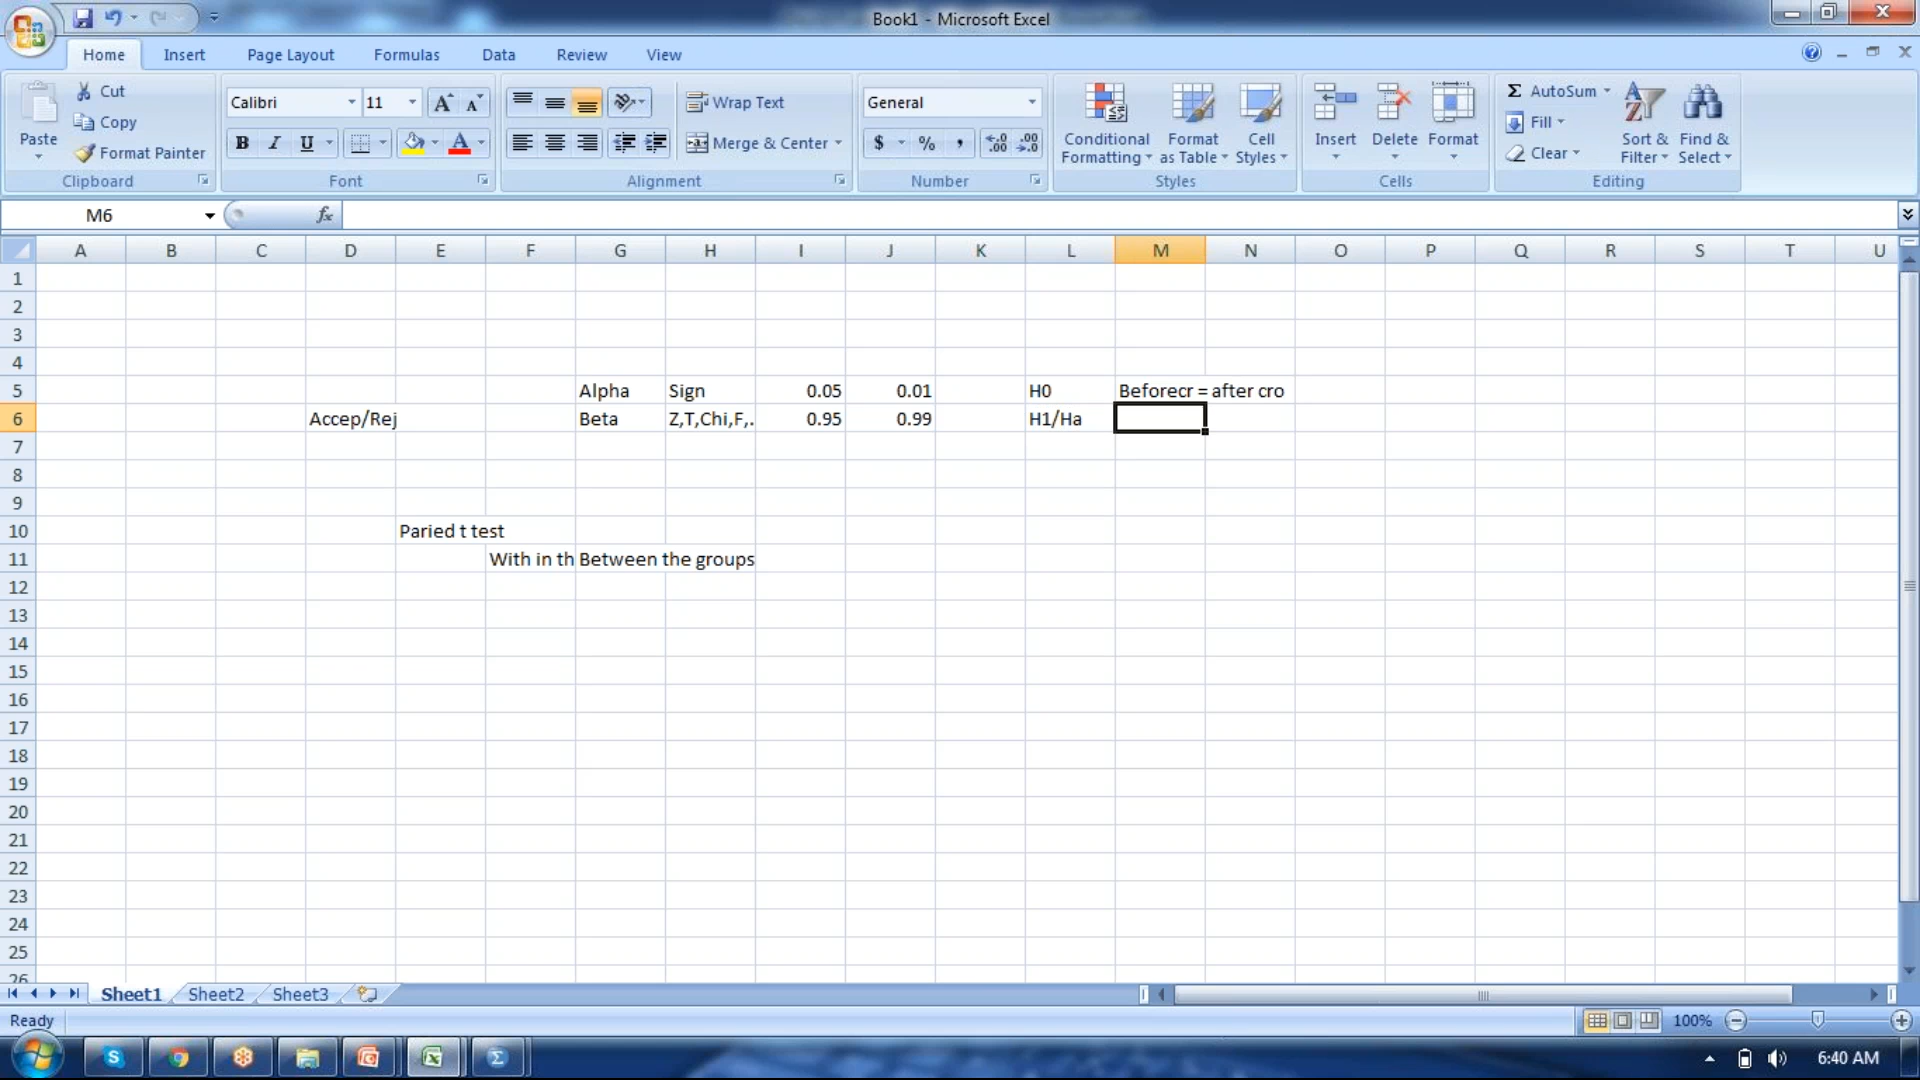 Book1 - Microsoft Excel
Home Insert Page Layout Formulas Data Review View
Paste
Cut
Copy
Format Painter
Clipboard
Calibri 11
B I U
Font
Wrap Text
Merge & Center
Alignment
General
$ % ,
Number
Conditional Formatting
Format as Table
Cell Styles
Styles
Insert Delete Format
Cells
AutoSum
Fill
Clear
Sort & Filter
Find & Select
Editing
M6 fx
A B C D E F G H I J K L M N O P Q R S T U
1
2
3
4
5 Alpha Sign 0.05 0.01 H0 Beforecr = after cro
6 Accep/Rej Beta Z,T,Chi,F,. 0.95 0.99 H1/Ha
7
8
9
10 Paried t test
11 With in th Between the groups
12
13
14
15
16
17
18
19
20
21
22
23
24
25
26
Sheet1 Sheet2 Sheet3
Ready 100%
6:40 AM